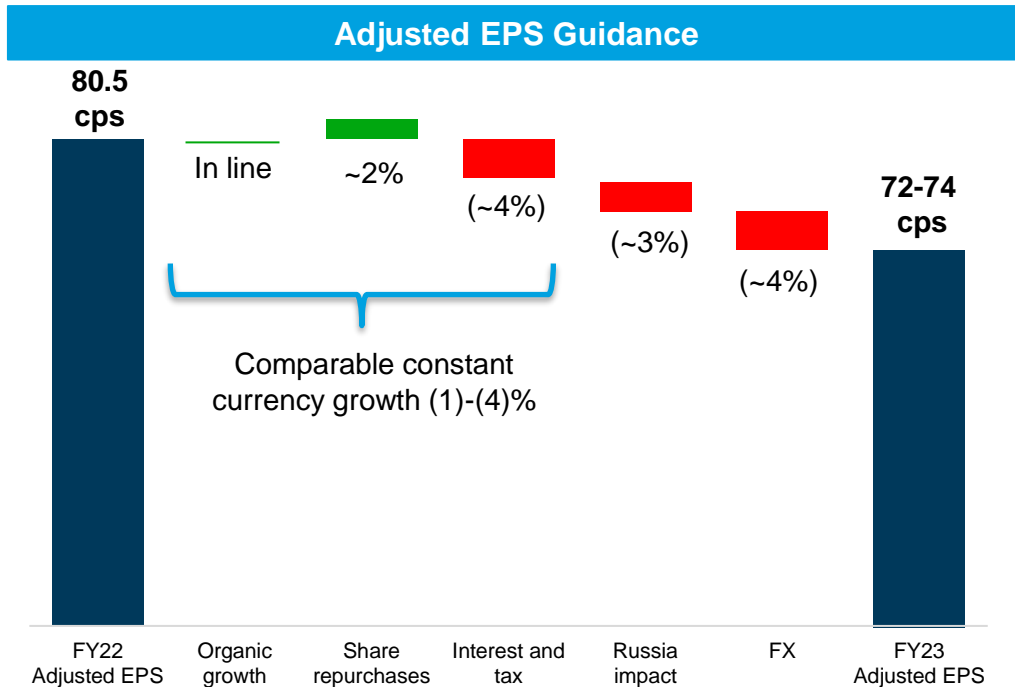 Adjusted EPS Guidance
80.5
cps
In line
~2%
(~4%)
(~3%)
(~4%)
72-74
cps
Comparable constant
currency growth (1)-(4)%
FY22
Adjusted EPS
Organic
growth
Share
repurchases
Interest and
tax
Russia
impact
FX
FY23
Adjusted EPS